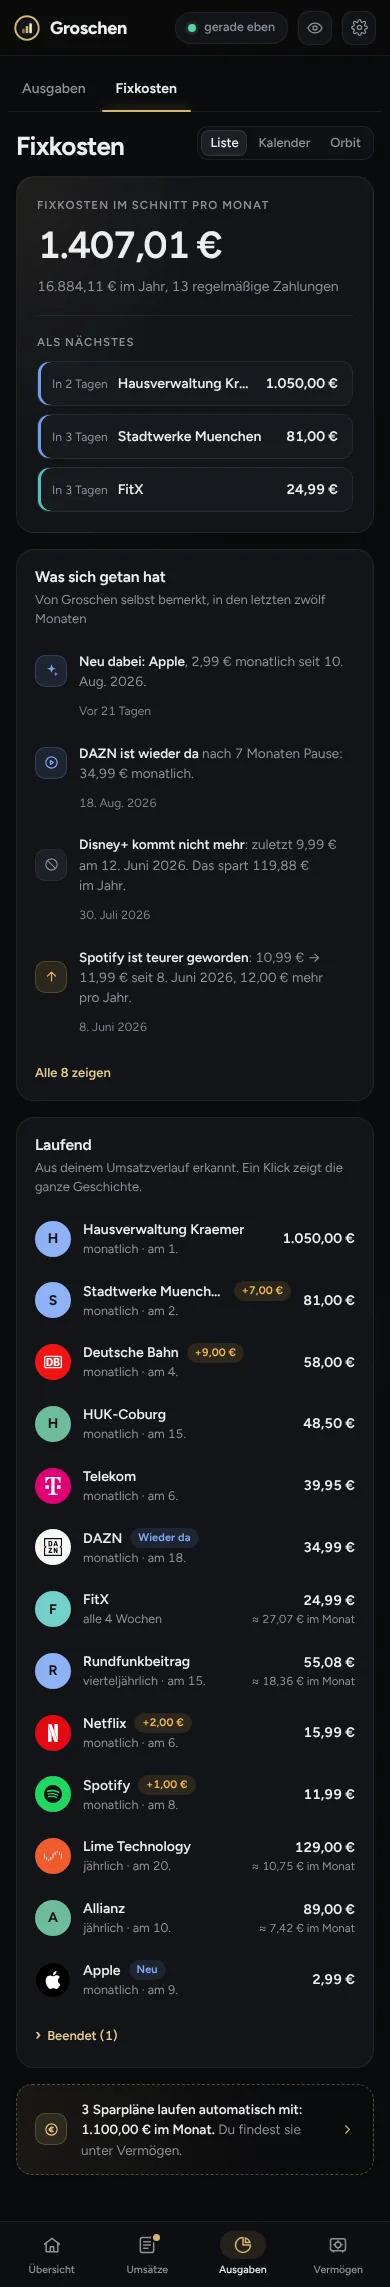 Groschen
gerade eben
Ausgaben
Fixkosten
Fixkosten
Liste
Kalender
Orbit
FIXKOSTEN IM SCHNITT PRO MONAT
1.407,01 €
16.884,11 € im Jahr, 13 regelmäßige Zahlungen
ALS NÄCHSTES
In 2 Tagen Hausverwaltung Kr... 1.050,00 €
In 3 Tagen Stadtwerke Muenchen 81,00 €
In 3 Tagen FitX 24,99 €
Was sich getan hat
Von Groschen selbst bemerkt, in den letzten zwölf
Monaten
Neu dabei: Apple, 2,99 € monatlich seit 10.
Aug. 2026.
Vor 21 Tagen
DAZN ist wieder da nach 7 Monaten Pause:
34,99 € monatlich.
18. Aug. 2026
Disney+ kommt nicht mehr: zuletzt 9,99 €
am 12. Juni 2026. Das spart 119,88 €
im Jahr.
30. Juli 2026
Spotify ist teurer geworden: 10,99 € →
11,99 € seit 8. Juni 2026, 12,00 € mehr
pro Jahr.
8. Juni 2026
Alle 8 zeigen
Laufend
Aus deinem Umsatzverlauf erkannt. Ein Klick zeigt die
ganze Geschichte.
H
Hausverwaltung Kraemer
1.050,00 €
monatlich · am 1.
S
Stadtwerke Muench...
+7,00 €
81,00 €
monatlich · am 2.
DB
Deutsche Bahn
+9,00 €
58,00 €
monatlich · am 4.
H
HUK-Coburg
48,50 €
monatlich · am 15.
T
Telekom
39,95 €
monatlich · am 6.
DAZN
DAZN
Wieder da
34,99 €
monatlich · am 18.
F
FitX
24,99 €
alle 4 Wochen
≈ 27,07 € im Monat
R
Rundfunkbeitrag
55,08 €
vierteljährlich · am 15.
≈ 18,36 € im Monat
N
Netflix
+2,00 €
15,99 €
monatlich · am 6.
Spotify
+1,00 €
11,99 €
monatlich · am 8.
Lime Technology
129,00 €
jährlich · am 20.
≈ 10,75 € im Monat
A
Allianz
89,00 €
jährlich · am 10.
≈ 7,42 € im Monat
Apple
Neu
2,99 €
monatlich · am 9.
› Beendet (1)
3 Sparpläne laufen automatisch mit:
1.100,00 € im Monat. Du findest sie
unter Vermögen.
Übersicht
Umsätze
Ausgaben
Vermögen